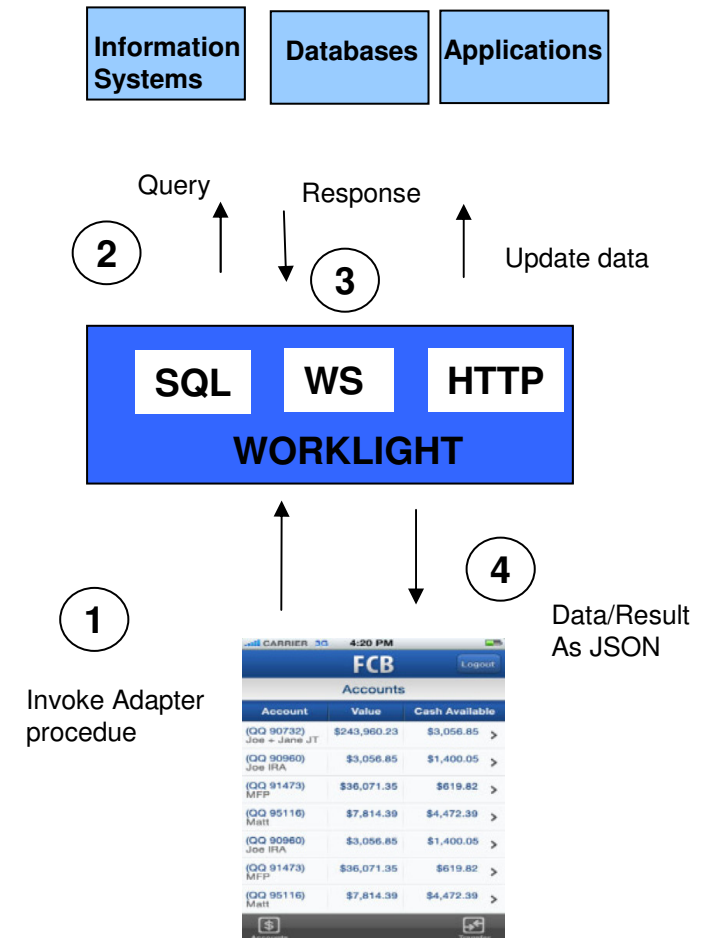 Information
Systems
Databases
Applications
Query
Response
2
3
Update data
SQL
WS
HTTP
WORKLIGHT
1
4
Invoke Adapter
procedue
Data/Result
As JSON
CARRIER 3G 4:20 PM
FCB
Logout
Accounts
Account Value Cash Available
(QQ 90732) $243,960.23 $3,056.85 >
Joe + Jane JT
(QQ 90960) $3,056.85 $1,400.05 >
Joe IRA
(QQ 91473) $36,071.35 $619.82 >
MFP
(QQ 95116) $7,814.39 $4,472.39 >
Matt
(QQ 90960) $3,056.85 $1,400.05 >
Joe IRA
(QQ 91473) $36,071.35 $619.82 >
MFP
(QQ 95116) $7,814.39 $4,472.39 >
Matt
$